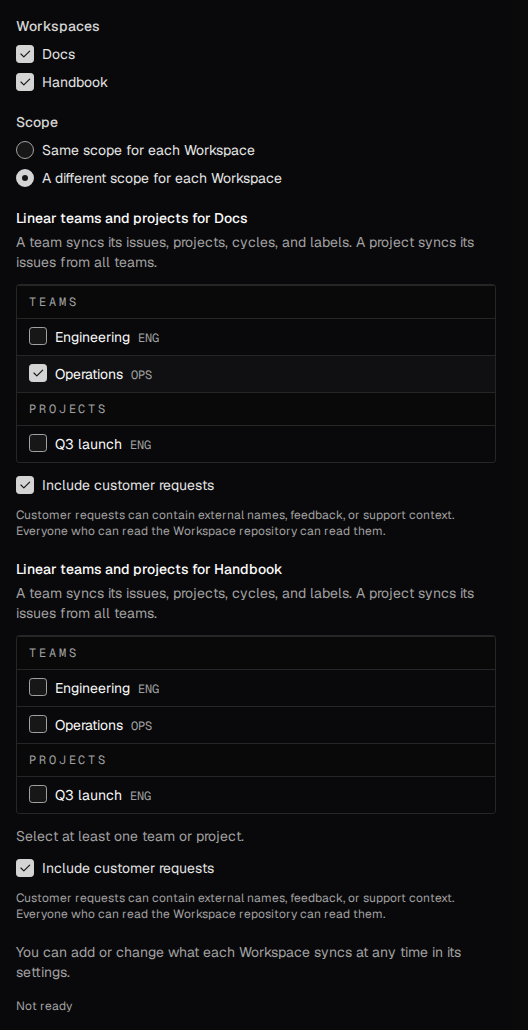 Workspaces
Docs
Handbook
Scope
Same scope for each Workspace
A different scope for each Workspace
Linear teams and projects for Docs
A team syncs its issues, projects, cycles, and labels. A project syncs its
issues from all teams.
TEAMS
Engineering ENG
Operations OPS
PROJECTS
Q3 launch ENG
Include customer requests
Customer requests can contain external names, feedback, or support context.
Everyone who can read the Workspace repository can read them.
Linear teams and projects for Handbook
A team syncs its issues, projects, cycles, and labels. A project syncs its
issues from all teams.
TEAMS
Engineering ENG
Operations OPS
PROJECTS
Q3 launch ENG
Select at least one team or project.
Include customer requests
Customer requests can contain external names, feedback, or support context.
Everyone who can read the Workspace repository can read them.
You can add or change what each Workspace syncs at any time in its
settings.
Not ready